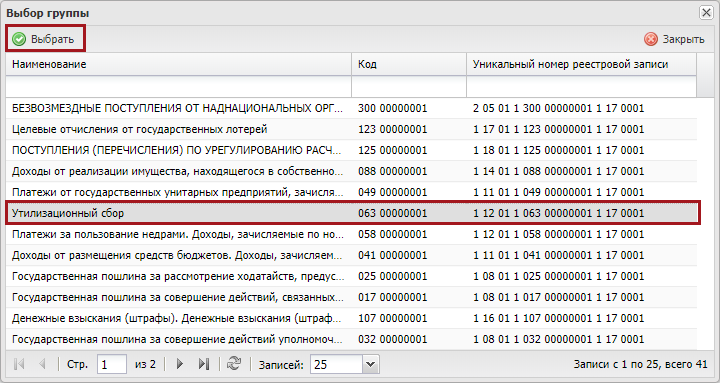 Выбор группы
Выбрать Закрыть
Наименование Код Уникальный номер реестровой записи
БЕЗВОЗМЕЗДНЫЕ ПОСТУПЛЕНИЯ ОТ НАДНАЦИОНАЛЬНЫХ ОРГ... 300 00000001 2 05 01 1 300 00000001 1 17 0001
Целевые отчисления от государственных лотерей 123 00000001 1 17 01 1 123 00000001 1 17 0001
ПОСТУПЛЕНИЯ (ПЕРЕЧИСЛЕНИЯ) ПО УРЕГУЛИРОВАНИЮ РАСЧ... 125 00000001 1 18 01 1 125 00000001 1 17 0001
Доходы от реализации имущества, находящегося в собственно... 088 00000001 1 14 01 1 088 00000001 1 17 0001
Платежи от государственных унитарных предприятий, зачисля... 049 00000001 1 11 01 1 049 00000001 1 17 0001
Утилизационный сбор 063 00000001 1 12 01 1 063 00000001 1 17 0001
Платежи за пользование недрами. Доходы, зачисляемые по но... 058 00000001 1 12 01 1 058 00000001 1 17 0001
Доходы от размещения средств бюджетов. Доходы, зачисляем... 041 00000001 1 11 01 1 041 00000001 1 17 0001
Государственная пошлина за рассмотрение ходатайств, предус... 025 00000001 1 08 01 1 025 00000001 1 17 0001
Государственная пошлина за совершение действий, связанных... 017 00000001 1 08 01 1 017 00000001 1 17 0001
Денежные взыскания (штрафы). Денежные взыскания (штраф... 107 00000001 1 16 01 1 107 00000001 1 17 0001
Государственная пошлина за совершение действий уполномоч... 032 00000001 1 08 01 1 032 00000001 1 17 0001
Стр. 1 из 2 Записей: 25 Записи с 1 по 25, всего 41